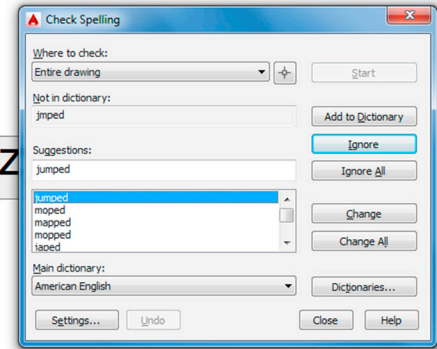 Check Spelling
Where to check:
Entire drawing
Start
Not in dictionary:
jmped
Add to Dictionary
Ignore
Suggestions:
jumped
Ignore All
jumped
moped
mapped
mopped
japed
Change
Change All
Main dictionary:
American English
Dictionaries...
Settings...
Undo
Close
Help
Z